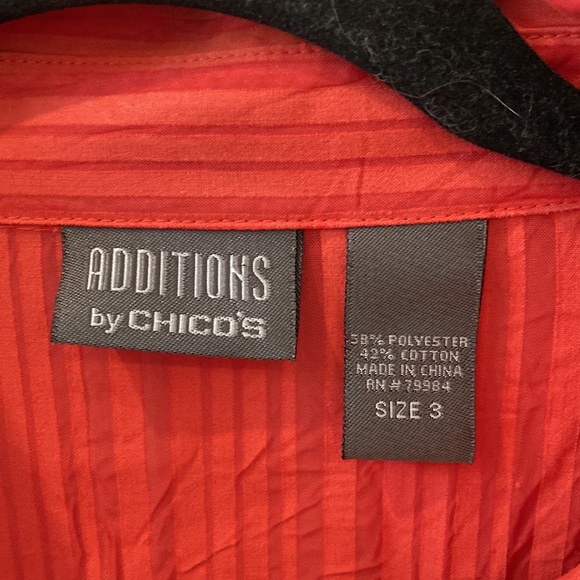 ADDITIONS
by CHICO'S
58% POLYESTER
42% COTTON
MADE IN CHINA
RN # 79984
SIZE 3